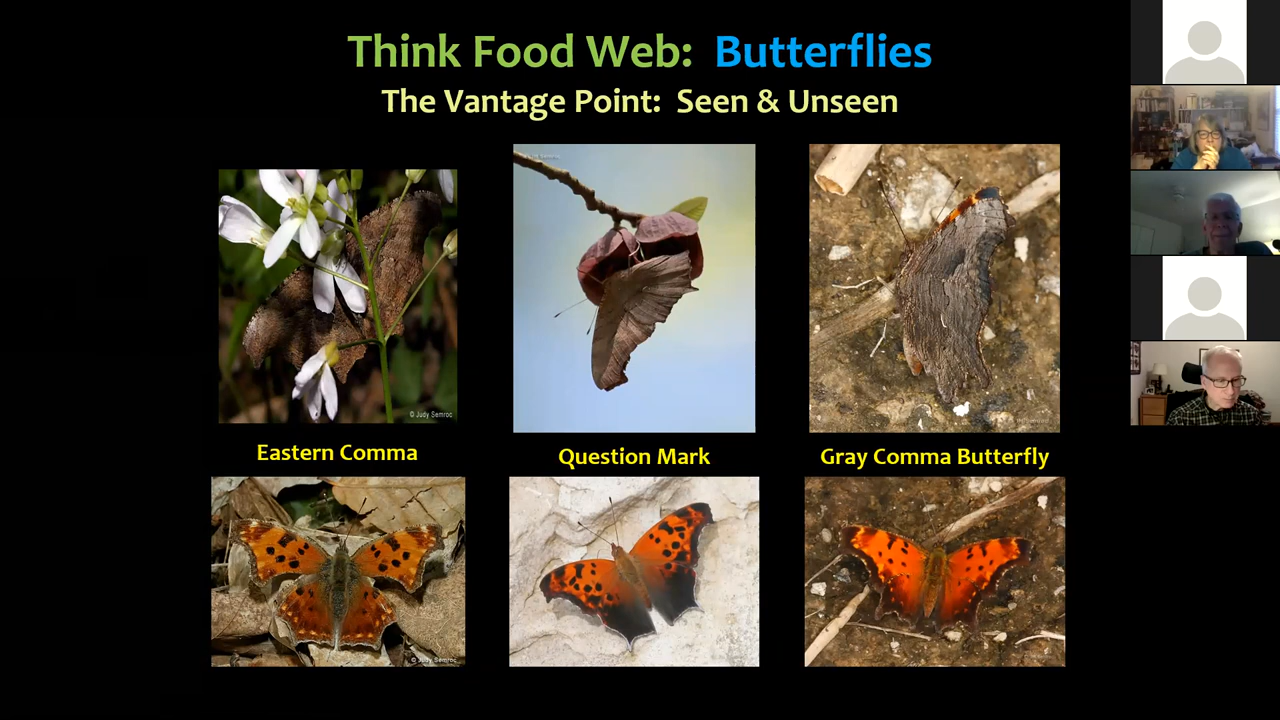 Think Food Web: Butterflies
The Vantage Point: Seen & Unseen
© Judy Semroc
Eastern Comma
Question Mark
Gray Comma Butterfly
© Judy Semroc